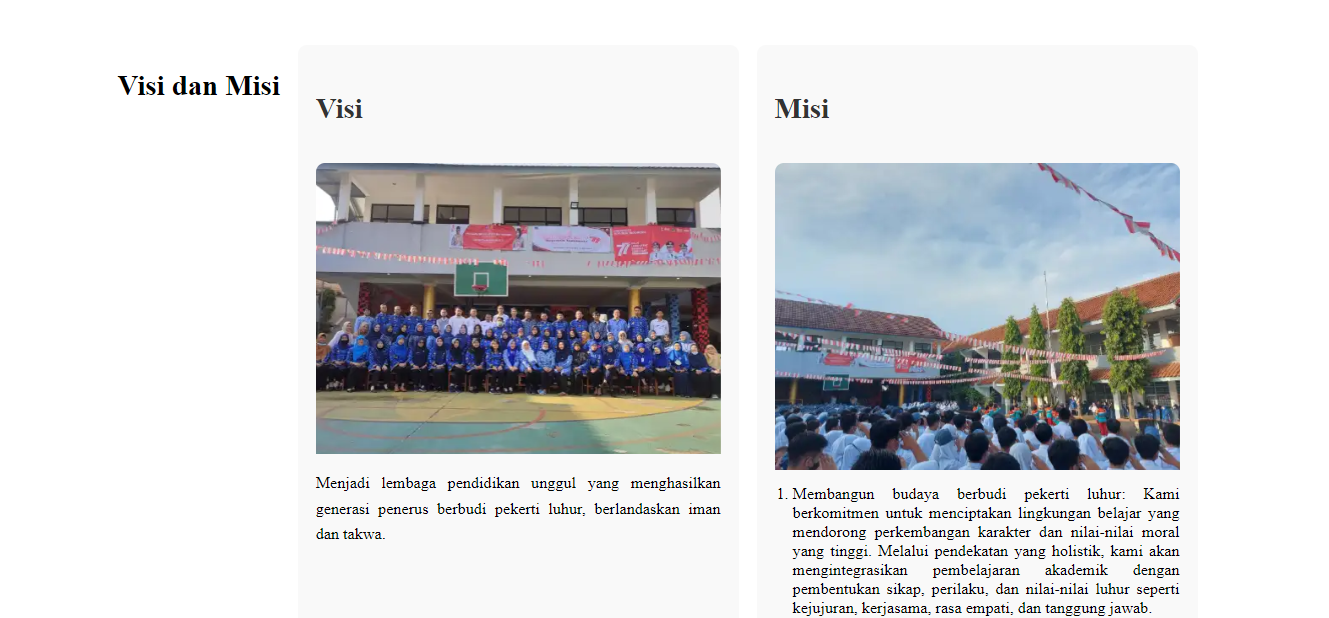 Visi dan Misi
Visi
Menjadi lembaga pendidikan unggul yang menghasilkan
generasi penerus berbudi pekerti luhur, berlandaskan iman
dan takwa.
Misi
1. Membangun budaya berbudi pekerti luhur: Kami
berkomitmen untuk menciptakan lingkungan belajar yang
mendorong perkembangan karakter dan nilai-nilai moral
yang tinggi. Melalui pendekatan yang holistik, kami akan
mengintegrasikan pembelajaran akademik dengan
pembentukan sikap, perilaku, dan nilai-nilai luhur seperti
kejujuran, kerjasama, rasa empati, dan tanggung jawab.